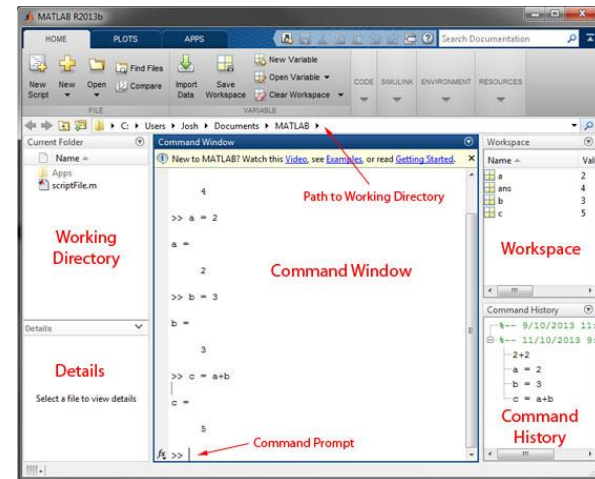 MATLAB R2013b
HOME PLOTS APPS Search Documentation
New Script
New
Open
Find Files
Compare
FILE
Import Data
Save Workspace
New Variable
Open Variable
Clear Workspace
VARIABLE
CODE
SIMULINK
ENVIRONMENT
RESOURCES
C: Users Josh Documents MATLAB
Current Folder
Name
Apps
scriptFile.m
Working
Directory
Details
Details
Select a file to view details
Command Window
New to MATLAB? Watch this Video, see Examples, or read Getting Started.
4
Path to Working Directory
>> a = 2
a =
2
Command Window
>> b = 3
b =
3
>> c = a+b
c =
5
Command Prompt
fx >>
Workspace
Name Val
a 2
ans 4
b 3
c 5
Workspace
Command History
%-- 9/10/2013 11:
%-- 11/10/2013 9:
2+2
a = 2
b = 3
c = a+b
Command
History